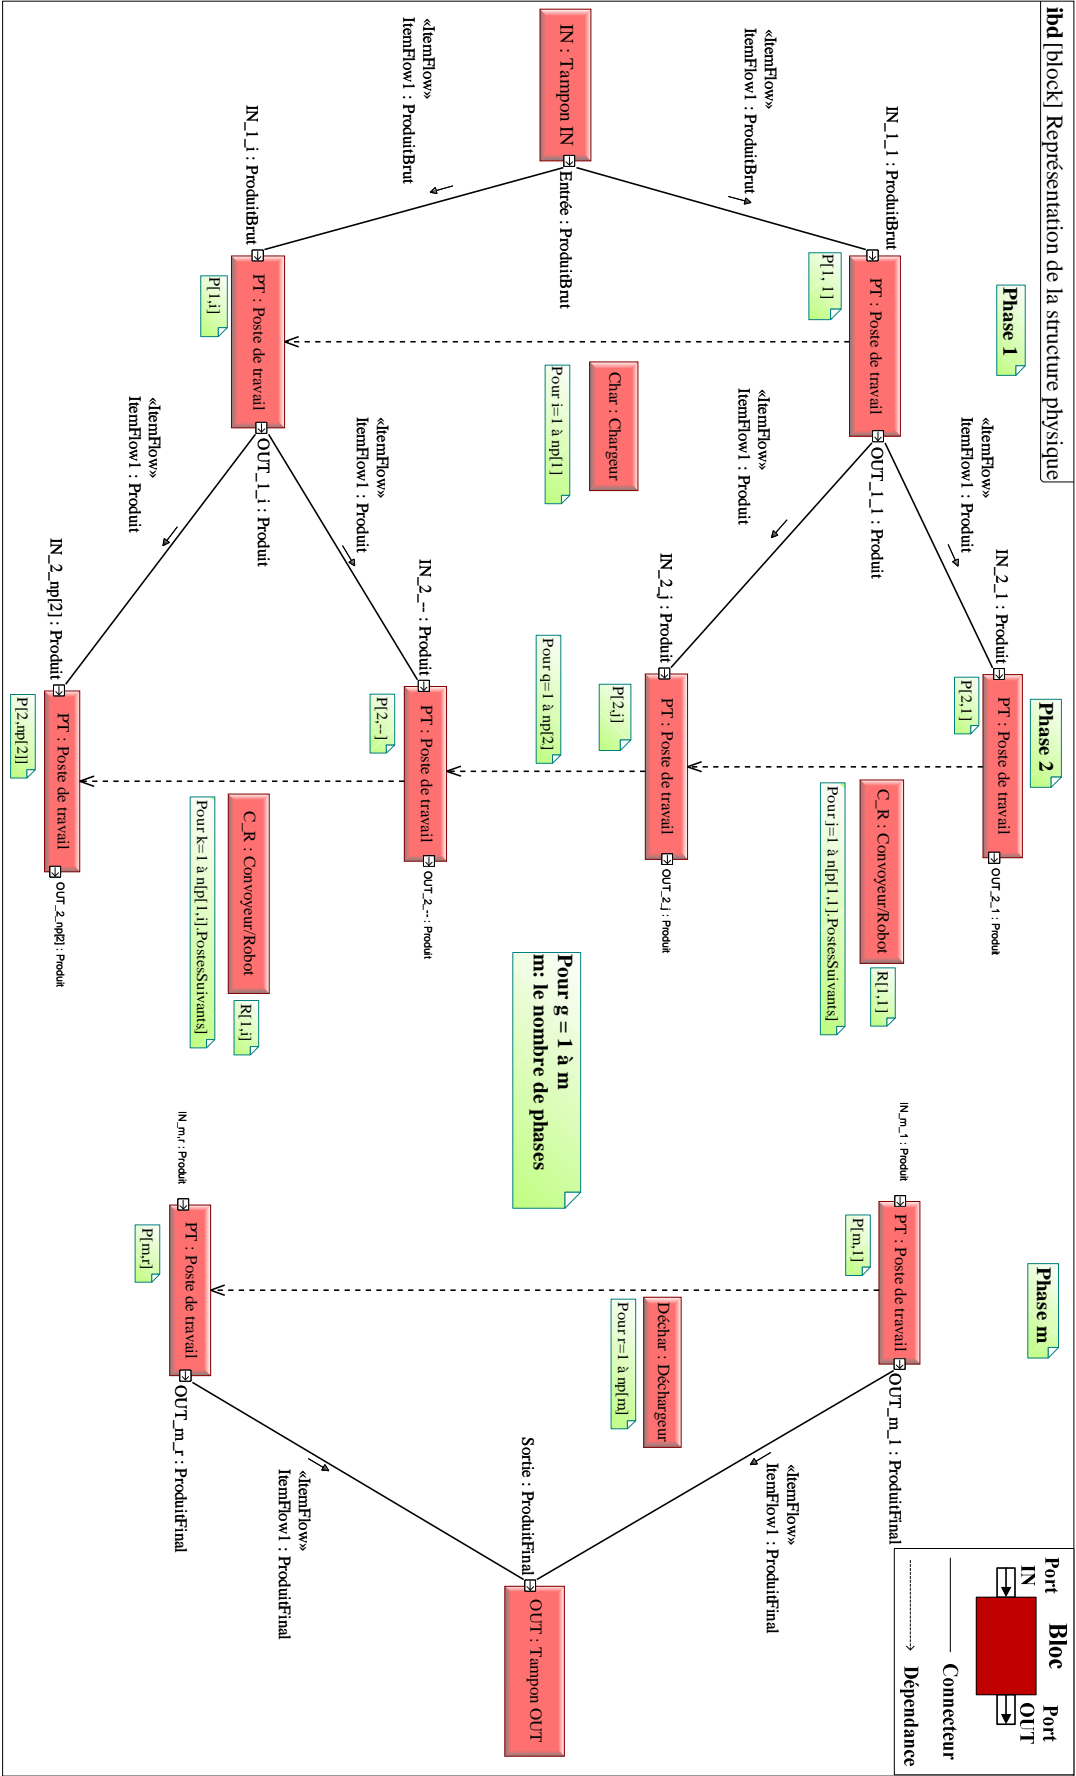 ibd [block] Représentation de la structure physique
Phase 1
Phase 2
Phase m
Port
IN
Bloc
Port
OUT
Connecteur
Dépendance
IN : Tampon IN
Entrée : ProduitBrut
«ItemFlow»
ItemFlow1 : ProduitBrut
«ItemFlow»
ItemFlow1 : ProduitBrut
IN_1_1 : ProduitBrut
PT : Poste de travail
P[1, 1]
OUT_1_1 : Produit
IN_1_i : ProduitBrut
PT : Poste de travail
P[1,i]
OUT_1_i : Produit
Char : Chargeur
Pour i=1 à np[1]
«ItemFlow»
ItemFlow1 : Produit
«ItemFlow»
ItemFlow1 : Produit
«ItemFlow»
ItemFlow1 : Produit
«ItemFlow»
ItemFlow1 : Produit
IN_2_1 : Produit
PT : Poste de travail
P[2,1]
OUT_2_1 : Produit
C_R : Convoyeur/Robot
R[1,1]
Pour j=1 à n[p[1,1].PostesSuivants]
IN_2_j : Produit
PT : Poste de travail
P[2,j]
OUT_2_j : Produit
Pour q=1 à np[2]
IN_2_-- : Produit
PT : Poste de travail
P[2,--]
OUT_2_-- : Produit
C_R : Convoyeur/Robot
R[1,i]
Pour k=1 à n[p[1,i].PostesSuivants]
IN_2_np[2] : Produit
PT : Poste de travail
P[2,np[2]]
OUT_2_np[2] : Produit
Pour g = 1 à m
m: le nombre de phases
IN_m_1 : Produit
PT : Poste de travail
P[m,1]
OUT_m_1 : ProduitFinal
Déchar : Déchargeur
Pour r=1 à np[m]
IN_m,r : Produit
PT : Poste de travail
P[m,r]
OUT_m_r : ProduitFinal
«ItemFlow»
ItemFlow1 : ProduitFinal
«ItemFlow»
ItemFlow1 : ProduitFinal
Sortie : ProduitFinal
OUT : Tampon OUT